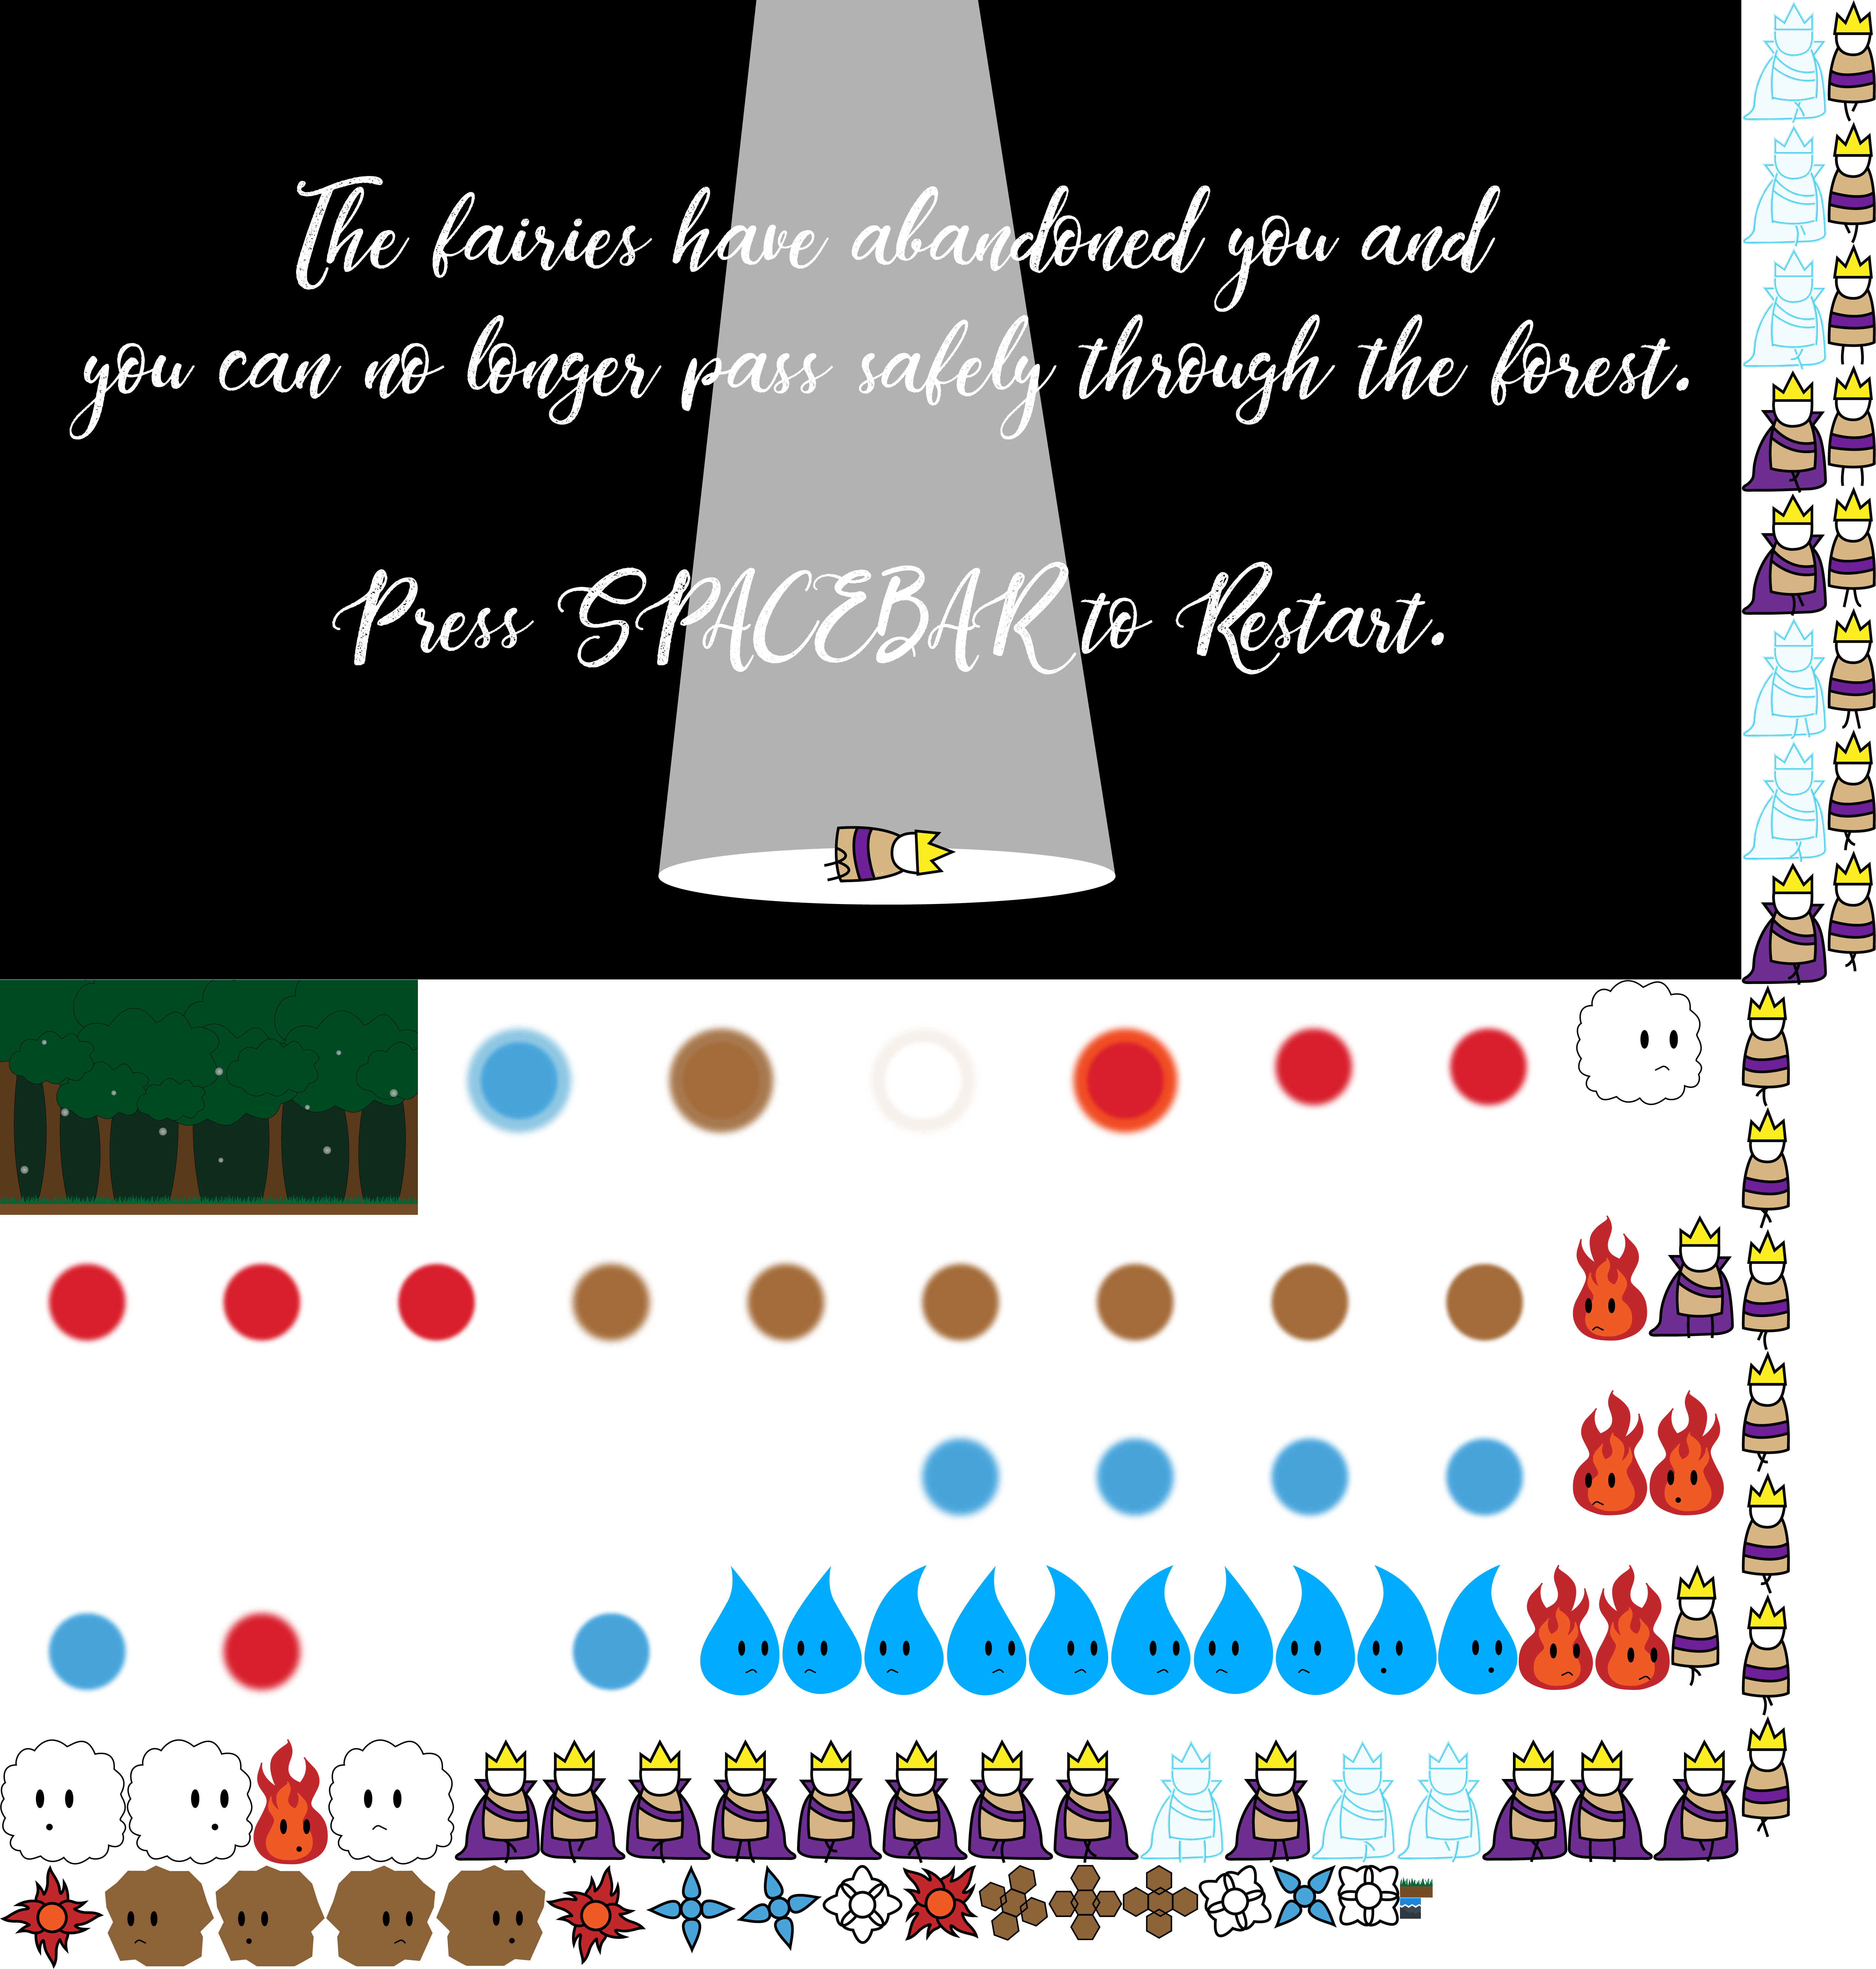 The fairies have abandoned you and
you can no longer pass safely through the forest.
Press SPACEBAR to Restart.